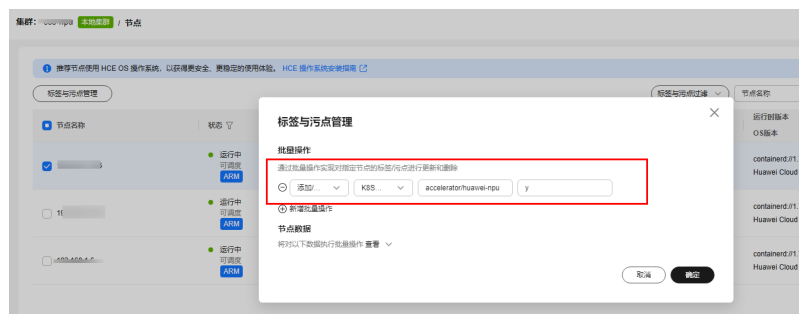 集群: 本地集群 / 节点
推荐节点使用 HCE OS 操作系统，以获得更安全、更稳定的使用体验。 HCE 操作系统安装指南
标签与污点管理
标签与污点过滤 节点名称
节点名称 状态 运行时版本
OS版本
运行中
可调度
ARM
containerd://1.
Huawei Cloud
运行中
可调度
ARM
containerd://1.
Huawei Cloud
运行中
可调度
ARM
containerd://1.
Huawei Cloud
标签与污点管理
批量操作
通过批量操作实现对指定节点的标签/污点进行更新和删除
添加/... K8S... accelerator/huawei-npu y
新增批量操作
节点数据
将对以下数据执行批量操作 查看
取消 确定